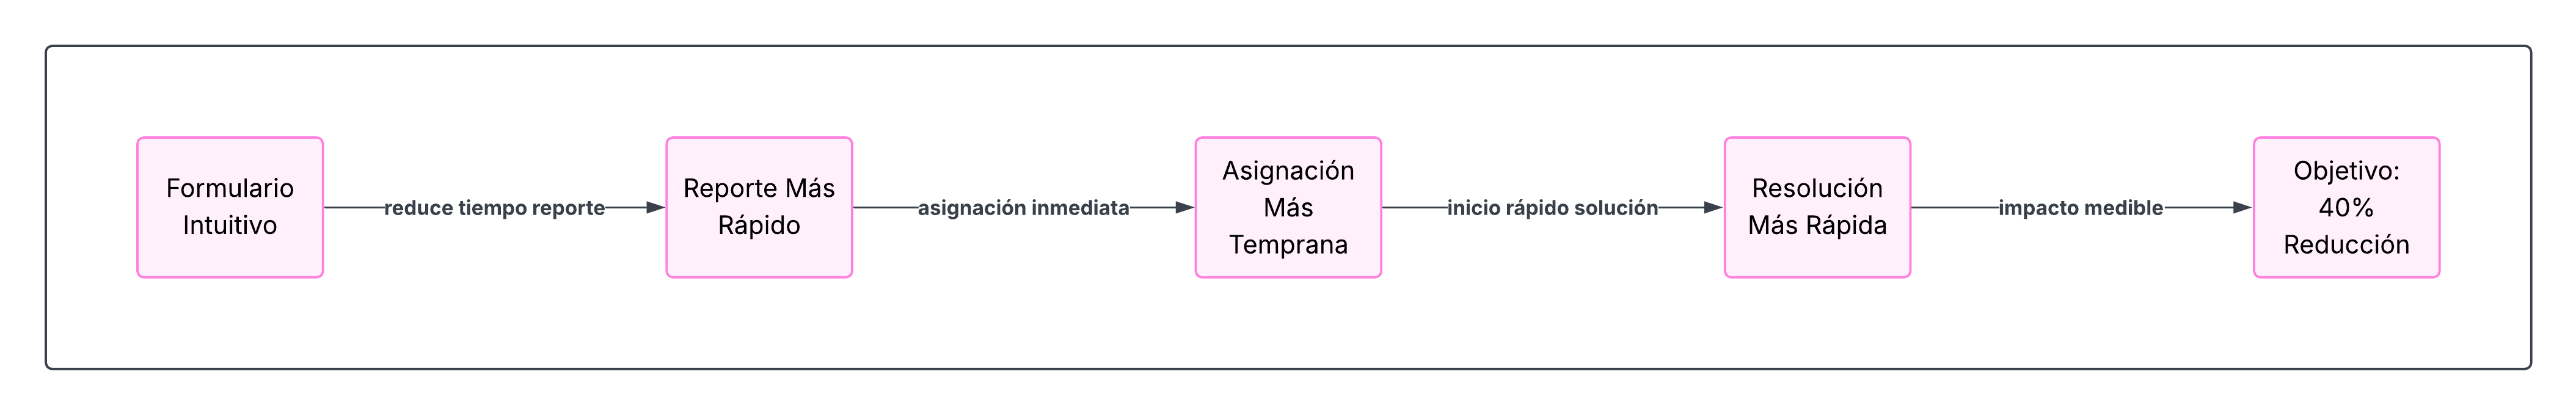 Formulario
Intuitivo
reduce tiempo reporte
Reporte Más
Rápido
asignación inmediata
Asignación
Más
Temprana
inicio rápido solución
Resolución
Más Rápida
impacto medible
Objetivo:
40%
Reducción